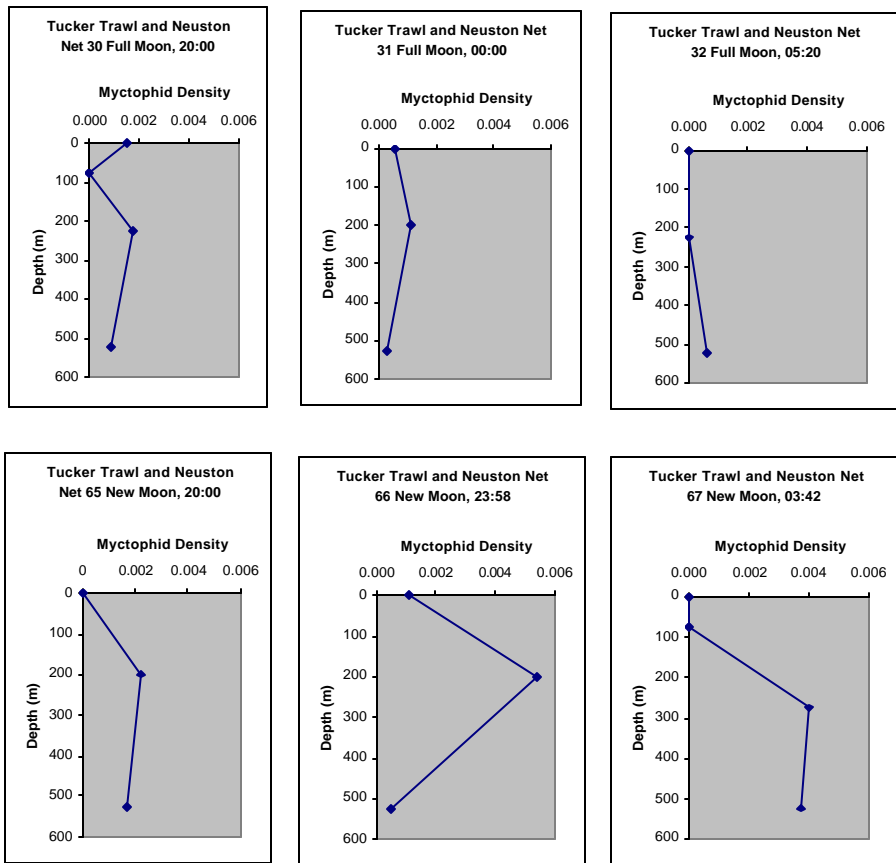 Tucker Trawl and Neuston
Net 30 Full Moon, 20:00
Myctophid Density
0.000 0.002 0.004 0.006
0
100
200
300
400
500
600
Depth (m)
Tucker Trawl and Neuston Net
31 Full Moon, 00:00
Myctophid Density
0.000 0.002 0.004 0.006
0
100
200
300
400
500
600
Depth (m)
Tucker Trawl and Neuston Net
32 Full Moon, 05:20
Myctophid Density
0.000 0.002 0.004 0.006
0
100
200
300
400
500
600
Depth (m)
Tucker Trawl and Neuston
Net 65 New Moon, 20:00
Myctophid Density
0 0.002 0.004 0.006
0
100
200
300
400
500
600
Depth (m)
Tucker Trawl and Neuston Net
66 New Moon, 23:58
Myctophid Density
0.000 0.002 0.004 0.006
0
100
200
300
400
500
600
Depth (m)
Tucker Trawl and Neuston Net
67 New Moon, 03:42
Myctophid Density
0.000 0.002 0.004 0.006
0
100
200
300
400
500
600
Depth (m)